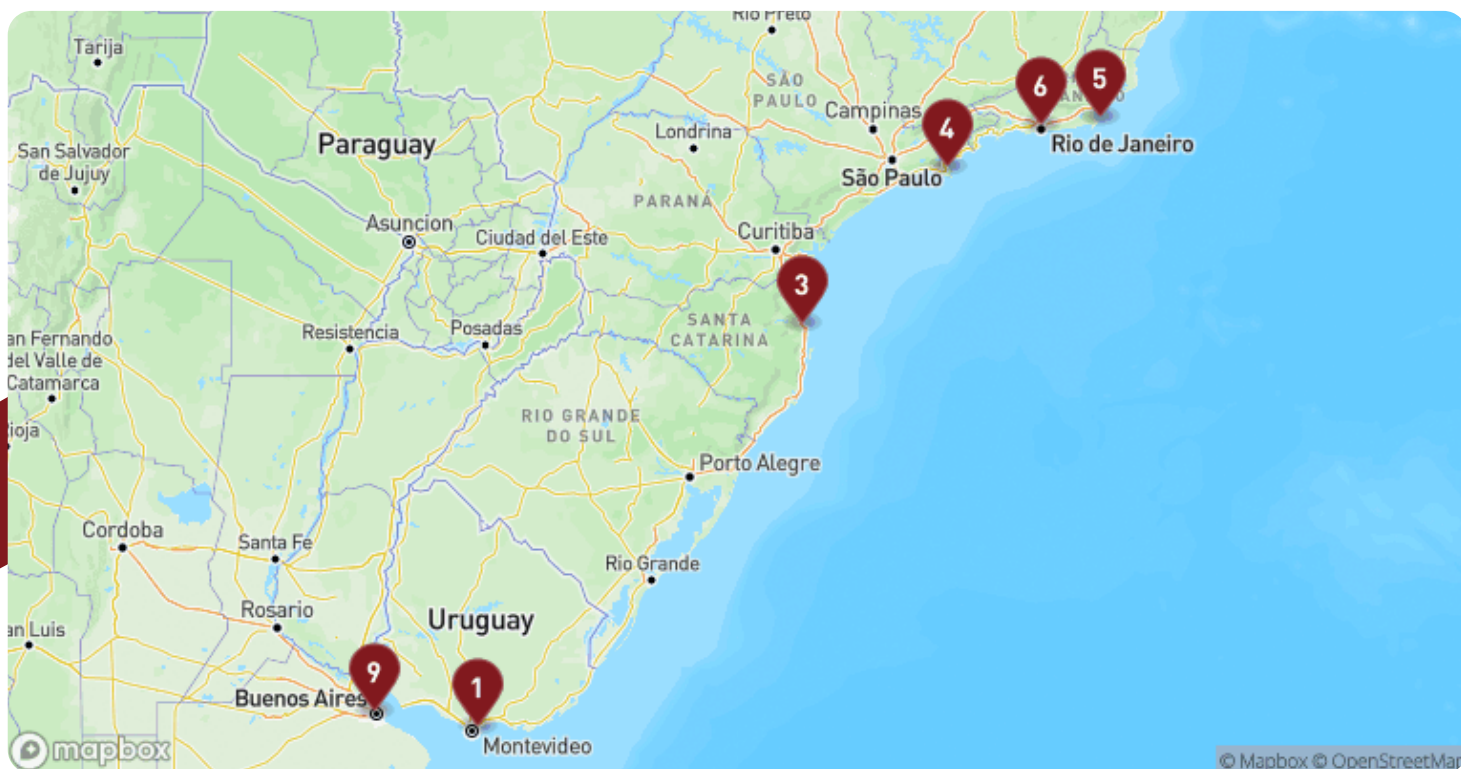 Rio Preto
Tarija
5
6
SÃO
PAULO
Campinas
4
Paraguay
Londrina
Rio de Janeiro
San Salvador
de Jujuy
São Paulo
PARANÁ
Asuncion
Ciudad del Este
Curitiba
3
SANTA
CATARINA
Resistencia
Posadas
an Fernando
del Valle de
Catamarca
RIO GRANDE
DO SUL
ioja
Porto Alegre
Cordoba
Santa Fe
Rio Grande
Rosario
Uruguay
an Luis
9
1
Buenos Aires
Montevideo
mapbox
© Mapbox © OpenStreetMap